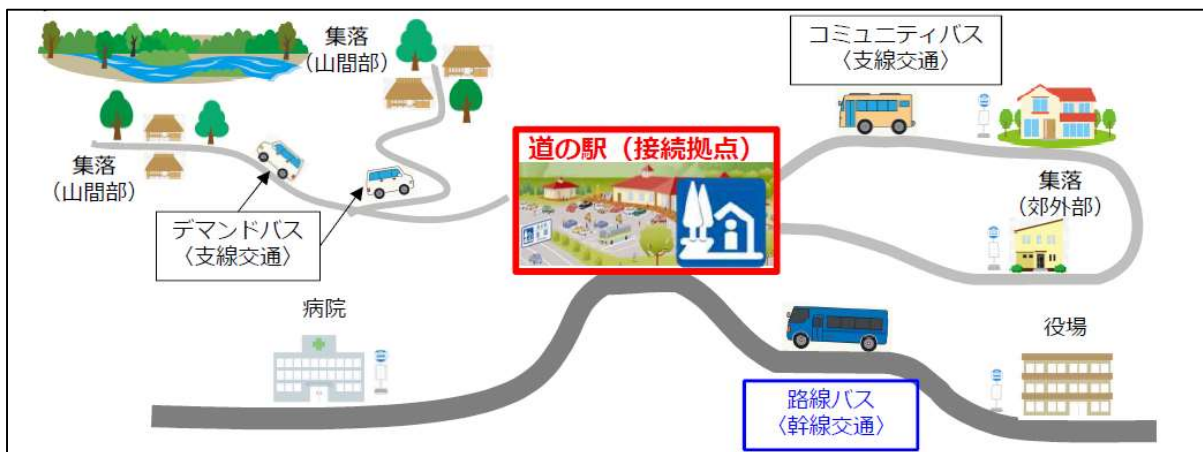 集落
（山間部）
コミュニティバス
〈支線交通〉
道の駅（接続拠点）
集落
（山間部）
集落
（郊外部）
デマンドバス
〈支線交通〉
病院
役場
路線バス
〈幹線交通〉